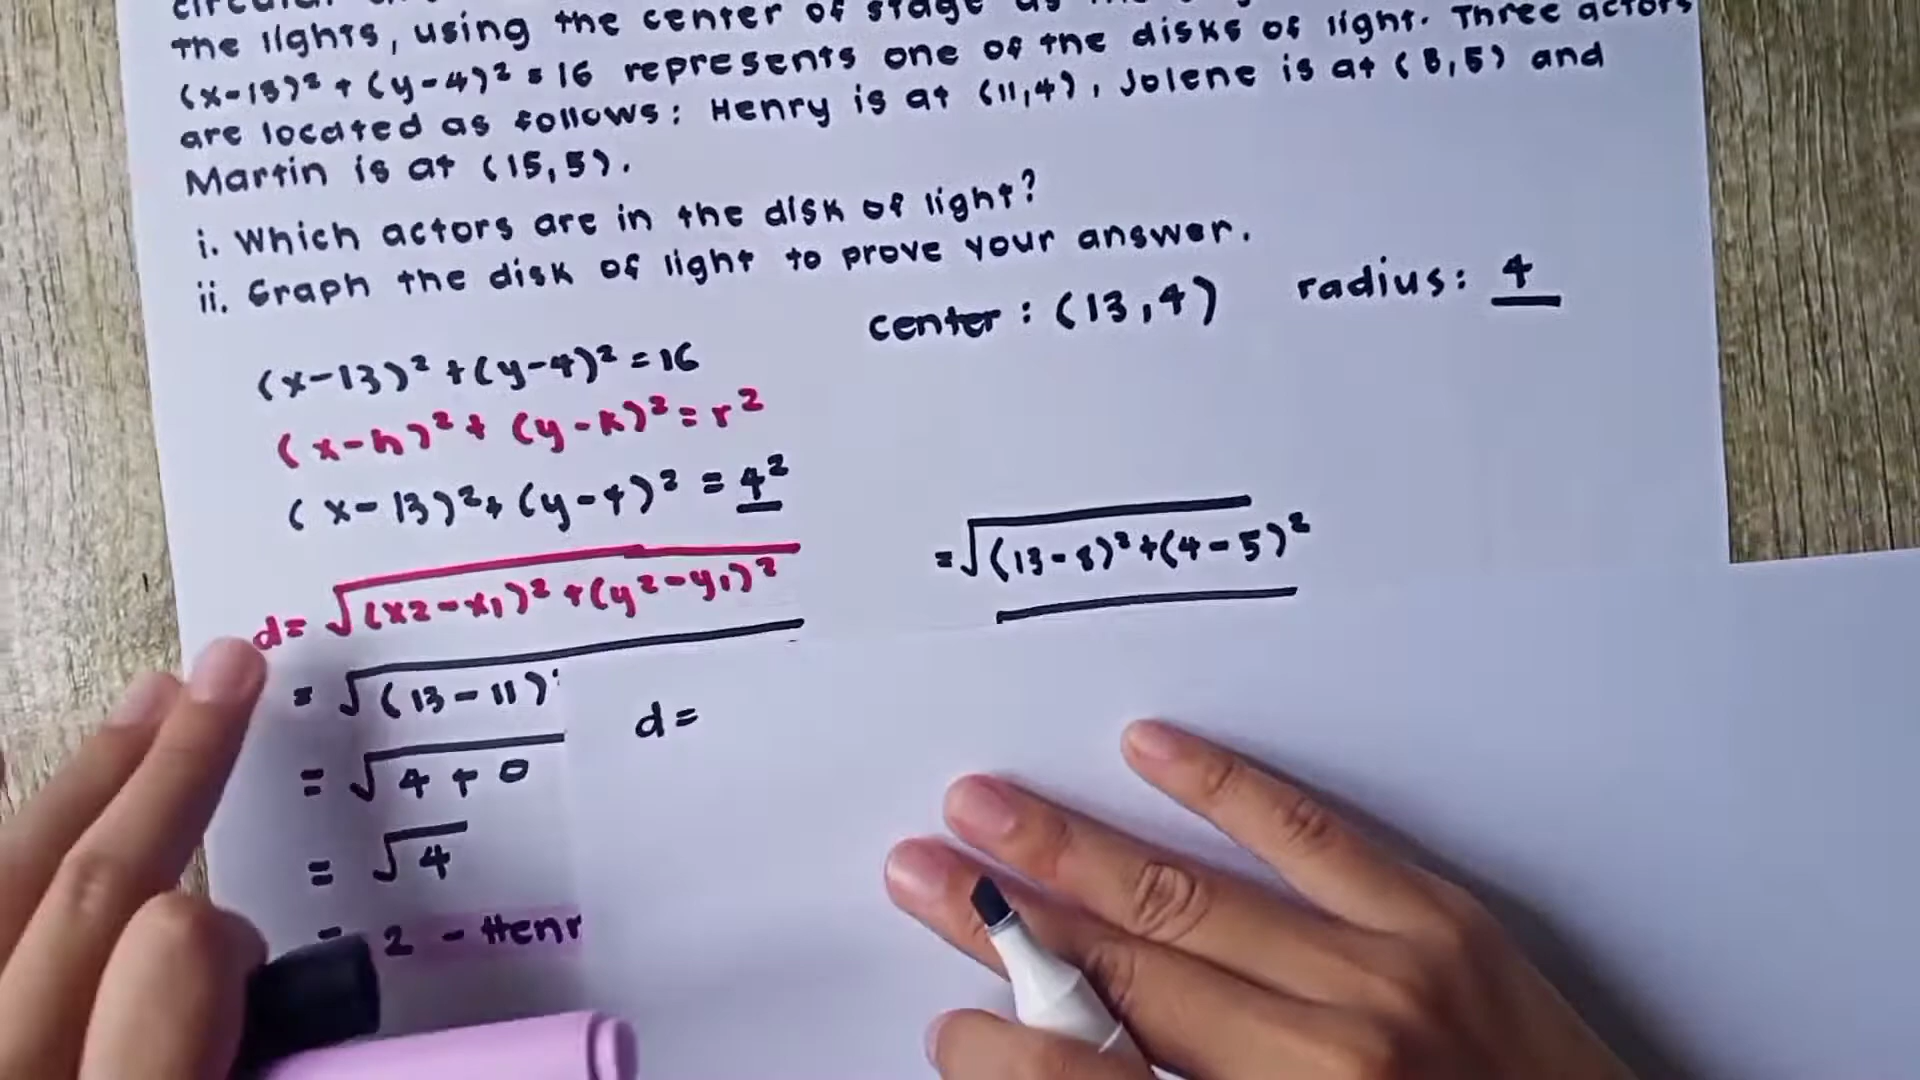 the lights, using the center of stage as the
(x-13)² + (y-4)² = 16 represents one of the disks of light. Three actors
are located as follows: Henry is at (11,4), Jolene is at (8,5) and
Martin is at (15,5).
i. Which actors are in the disk of light?
ii. Graph the disk of light to prove your answer.
center: (13,4) radius: 4
(x-13)² + (y-4)² = 16
(x-h)² + (y-k)² = r²
(x-13)² + (y-4)² = 4²
d= √(x2-x₁)² + (y2-y₁)²
= √(13-8)² + (4-5)²
= √(13-11)
= √4 + 0
= √4
= 2 - Henr
d=